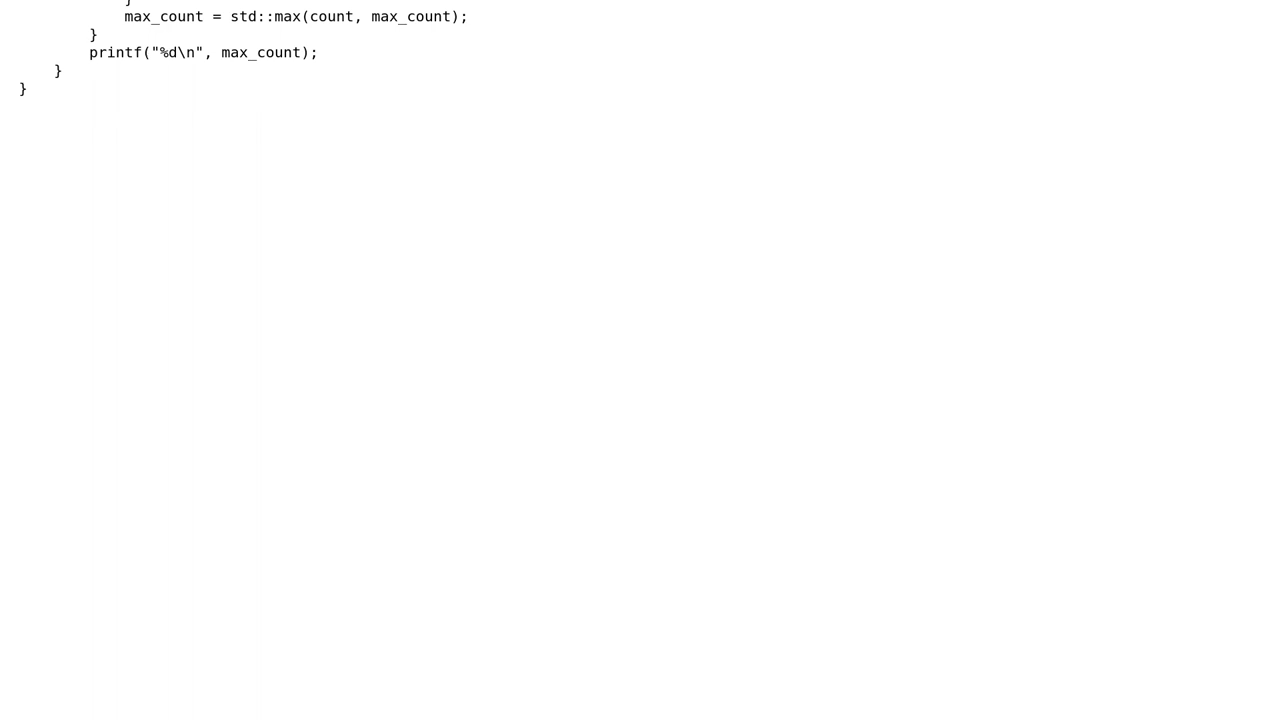 }
max_count = std::max(count, max_count);
}
printf("%d\n", max_count);
}
}